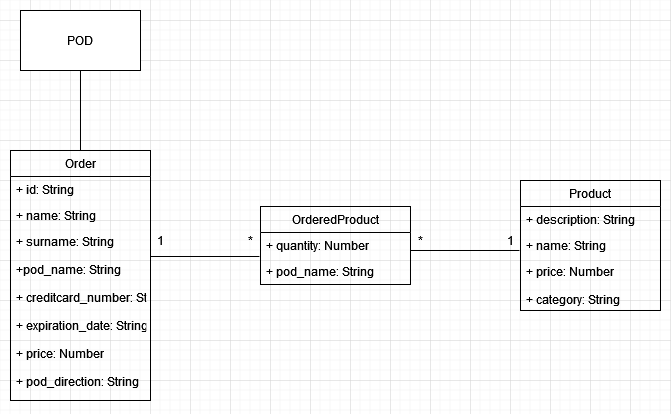 POD
Order
+ id: String
+ name: String
+ surname: String
+pod_name: String
+ creditcard_number: St
+ expiration_date: String
+ price: Number
+ pod_direction: String
1
*
OrderedProduct
+ quantity: Number
+ pod_name: String
*
1
Product
+ description: String
+ name: String
+ price: Number
+ category: String